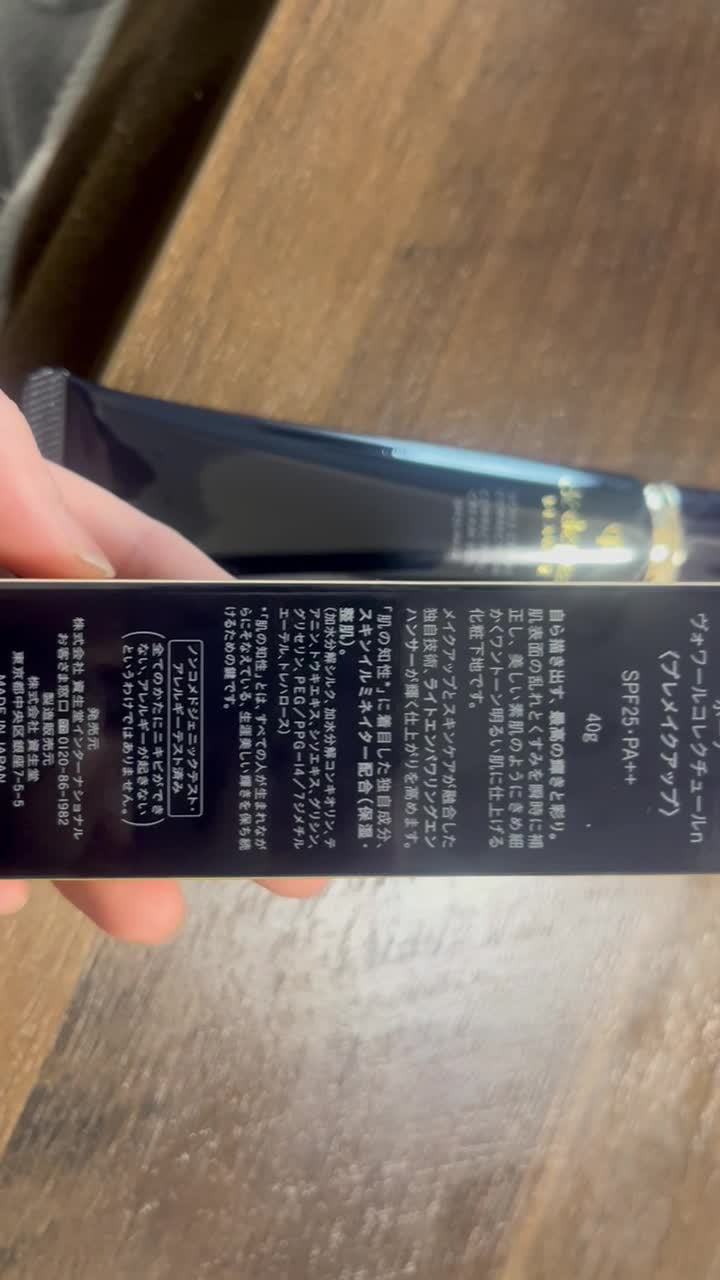 ヴォワールコレクチュールn
〈プレメイクアップ〉
SPF25・PA++
40g
自ら描き出す、最高の輝きと彩り。
肌表面の乱れとくすみを瞬時に補
正し、美しい素肌のようにきめ細
かくワントーン明るい肌に仕上げる
化粧下地です。
メイクアップとスキンケアが融合した
独自技術、ライトエンパワリングエン
ハンサーが輝く仕上がりを高めます。
「肌の知性*」に着目した独自成分、
スキンイルミネイター配合(保湿・
整肌)。
(加水分解シルク、加水分解コンキオリン、テ
アニン、トウキエキス、シソエキス、グリシン、
グリセリン、PEG/PPG-14/7ジメチル
エーテル、トレハロース)
*「肌の知性」とは、すべての人が生まれなが
らにそなえている、生涯美しい輝きを保ち続
けるための鍵です。
ノンコメドジェニックテスト・
アレルギーテスト済み
(全てのかたにニキビができ
ない、アレルギーが起きない
というわけではありません。)
発売元
株式会社 資生堂インターナショナル
お客さま窓口 0120-86-1982
製造販売元
株式会社 資生堂
東京都中央区銀座7-5-5
MADE IN JAPAN